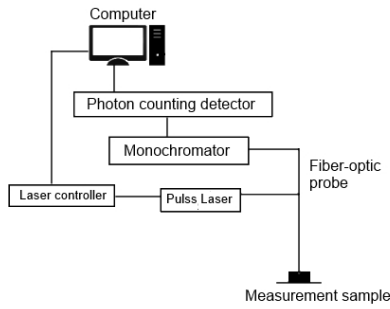 Computer
Photon counting detector
Monochromator
Fiber-optic
probe
Laser controller
Pulss Laser
Measurement sample